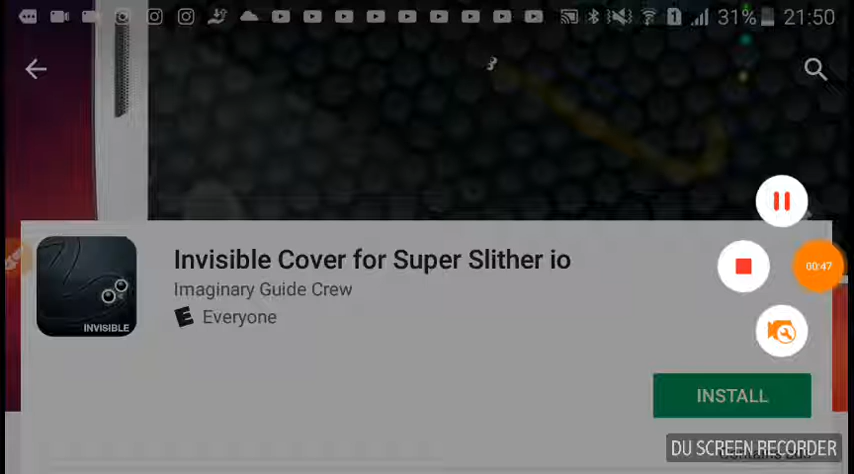 1 31% 21:50
Invisible Cover for Super Slither io
Imaginary Guide Crew
E Everyone
INVISIBLE
00:47
INSTALL
DU SCREEN RECORDER